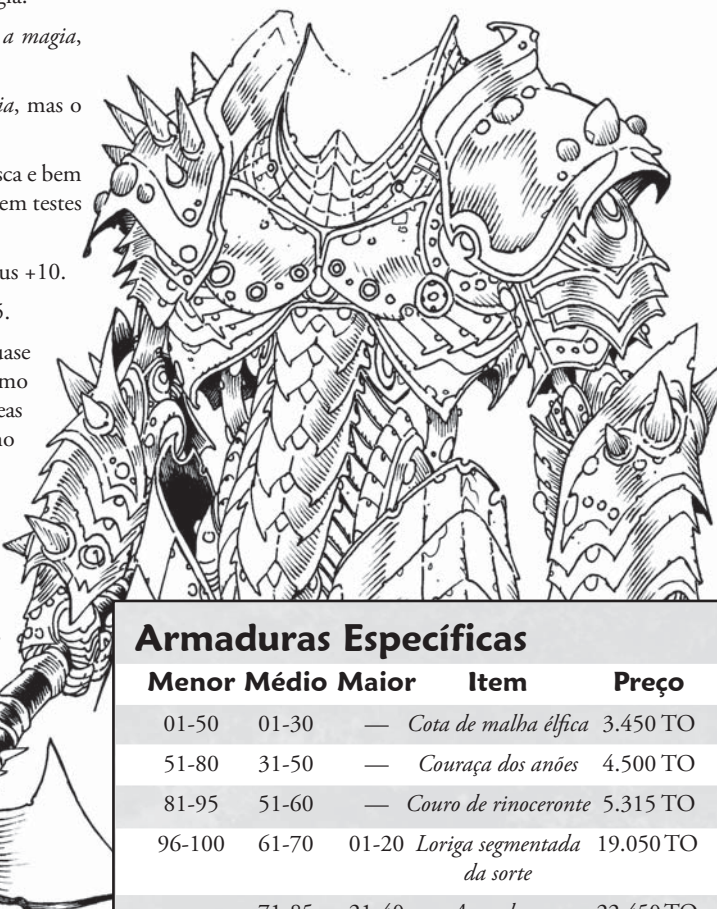 gia.
a magia,
ia, mas o
sca e bem
em testes
us +10.
5.
uase
mo
eas
no
Armaduras Específicas
Menor Médio Maior Item Preço
01-50 01-30 — Cota de malha élfica 3.450 TO
51-80 31-50 — Couraça dos anões 4.500 TO
81-95 51-60 — Couro de rinoceronte 5.315 TO
96-100 61-70 01-20 Loriga segmentada 19.050 TO
da sorte